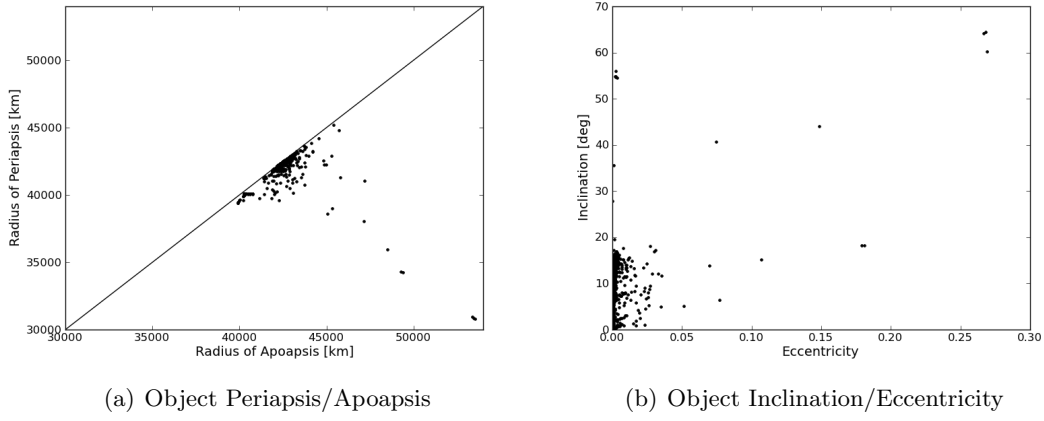 50000
45000
40000
35000
30000
30000 35000 40000 45000 50000
Radius of Periapsis [km]
Radius of Apoapsis [km]
(a) Object Periapsis/Apoapsis
70
60
50
40
30
20
10
0
0.00 0.05 0.10 0.15 0.20 0.25 0.30
Inclination [deg]
Eccentricity
(b) Object Inclination/Eccentricity